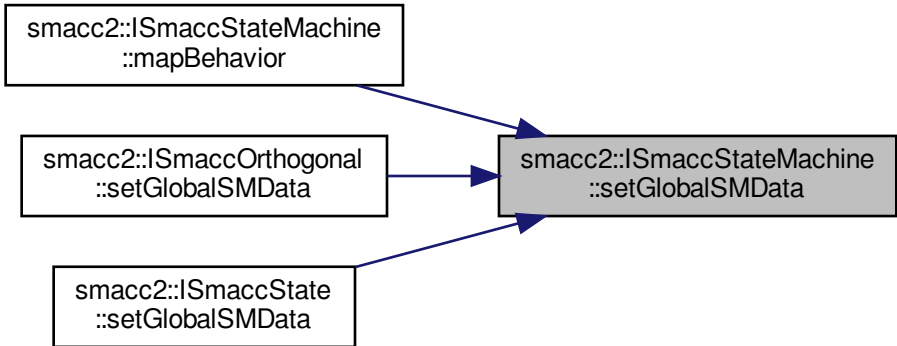 smacc2::ISmaccStateMachine
::mapBehavior
smacc2::ISmaccOrthogonal
::setGlobalSMData
smacc2::ISmaccState
::setGlobalSMData
smacc2::ISmaccStateMachine
::setGlobalSMData